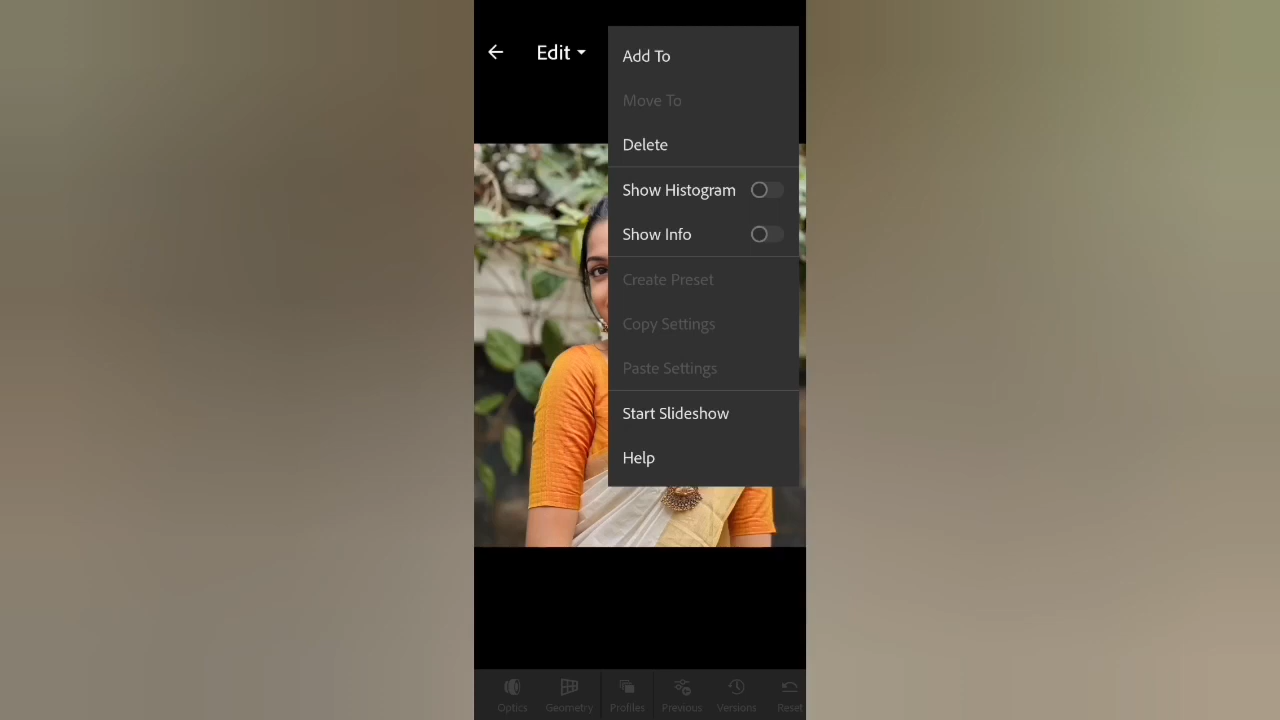 Edit
Add To
Move To
Delete
Show Histogram
Show Info
Create Preset
Copy Settings
Paste Settings
Start Slideshow
Help
Optics
Geometry
Profiles
Previous
Versions
Reset